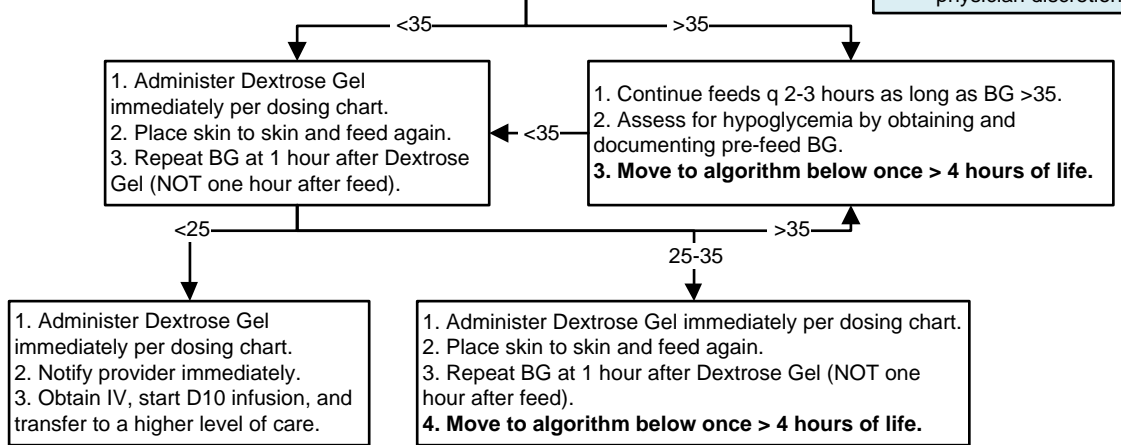 physician discretion
<35
>35
1. Administer Dextrose Gel
immediately per dosing chart.
2. Place skin to skin and feed again.
3. Repeat BG at 1 hour after Dextrose
Gel (NOT one hour after feed).
<35
1. Continue feeds q 2-3 hours as long as BG >35.
2. Assess for hypoglycemia by obtaining and
documenting pre-feed BG.
3. Move to algorithm below once > 4 hours of life.
<25
>35
25-35
1. Administer Dextrose Gel
immediately per dosing chart.
2. Notify provider immediately.
3. Obtain IV, start D10 infusion, and
transfer to a higher level of care.
1. Administer Dextrose Gel immediately per dosing chart.
2. Place skin to skin and feed again.
3. Repeat BG at 1 hour after Dextrose Gel (NOT one
hour after feed).
4. Move to algorithm below once > 4 hours of life.